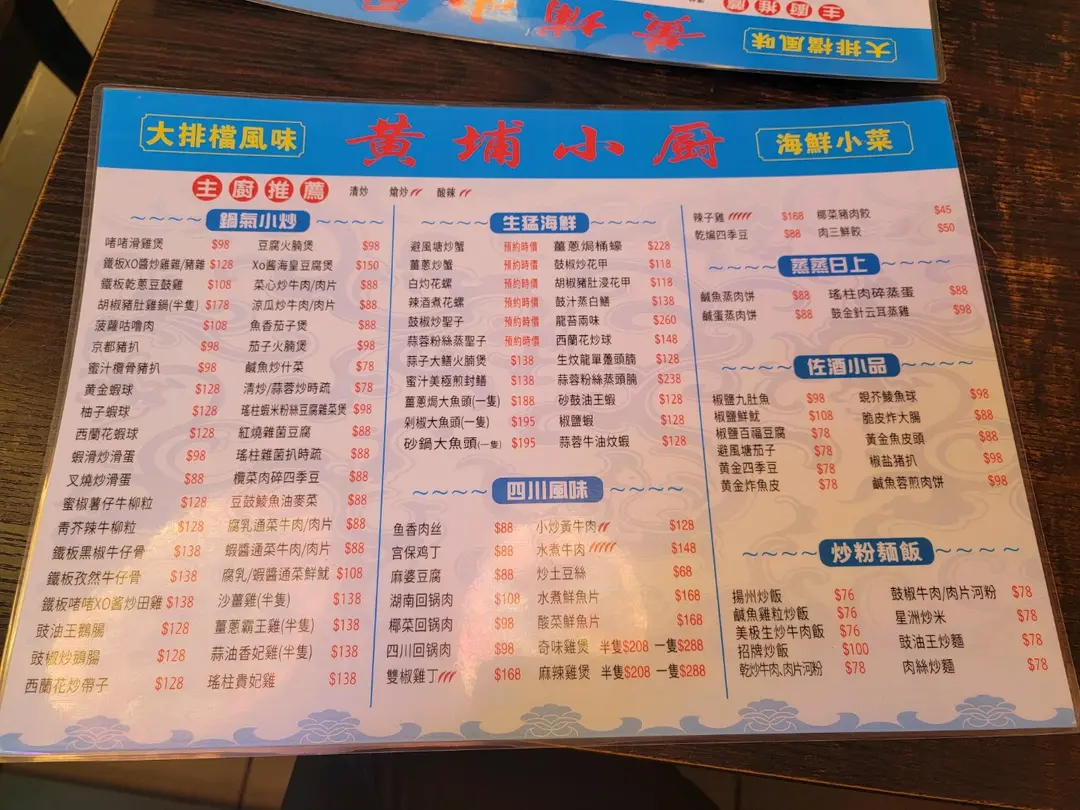 主廚推薦
大排檔風味
大排檔風味 黃埔小厨 海鮮小菜
主廚推薦 清炒 熗炒 酸辣
鍋氣小炒
啫啫滑雞煲 $98 豆腐火腩煲 $98
鐵板XO醬炒雞雜/豬雜 $128 Xo酱海皇豆腐煲 $150
鐵板乾蔥豆鼓雞 $108 菜心炒牛肉/肉片 $88
胡椒豬肚雞鍋(半隻) $178 涼瓜炒牛肉/肉片 $88
菠蘿咕嚕肉 $108 魚香茄子煲 $88
京都豬扒 $98 茄子火腩煲 $98
蜜汁欖骨豬扒 $98 鹹魚炒什菜 $78
黃金蝦球 $128 清炒/蒜蓉炒時疏 $78
柚子蝦球 $128 瑤柱蝦米粉絲豆腐雜菜煲 $98
西蘭花蝦球 $128 紅燒雜菌豆腐 $88
蝦滑炒滑蛋 $98 瑤柱雜菌扒時疏 $88
叉燒炒滑蛋 $88 欖菜肉碎四季豆 $88
蜜椒薯仔牛柳粒 $128 豆鼓鯪魚油麥菜 $88
青芥辣牛柳粒 $128 腐乳通菜牛肉/肉片 $88
鐵板黑椒牛仔骨 $138 蝦醬通菜牛肉/肉片 $88
鐵板孜然牛仔骨 $138 腐乳/蝦醬通菜鮮魷 $108
鐵板啫啫XO酱炒田雞 $138 沙薑雞(半隻) $138
豉油王鵝腸 $128 薑蔥霸王雞(半隻) $138
豉椒炒鵝腸 $128 蒜油香妃雞(半隻) $138
西蘭花炒帶子 $128 瑤柱貴妃雞 $138
生猛海鮮
避風塘炒蟹 預約時價 薑蔥焗桶蠔 $228
薑蔥炒蟹 預約時價 鼓椒炒花甲 $118
白灼花螺 預約時價 胡椒豬肚浸花甲 $118
辣酒煮花螺 預約時價 鼓汁蒸白鱔 $138
鼓椒炒聖子 預約時價 龍苔兩味 $260
蒜蓉粉絲蒸聖子 預約時價 西蘭花炒球 $148
蒜子大鱔火腩煲 $138 生炆龍單躉頭腩 $128
蜜汁美極煎封鱔 $138 蒜蓉粉絲蒸頭腩 $238
薑蔥焗大魚頭(一隻) $188 砂鼓油王蝦 $128
剁椒大魚頭(一隻) $195 椒鹽蝦 $128
砂鍋大魚頭(一隻) $195 蒜蓉牛油炆蝦 $128
四川風味
鱼香肉丝 $88 小炒黃牛肉 $128
宫保鸡丁 $88 水煮牛肉 $148
麻婆豆腐 $88 炒土豆絲 $68
湖南回锅肉 $108 水煮鮮魚片 $168
椰菜回锅肉 $98 酸菜鮮魚片 $168
四川回锅肉 $98 奇味雞煲 半隻$208 一隻$288
雙椒雞丁 $168 麻辣雞煲 半隻$208 一隻$288
辣子雞 $168 椰菜豬肉餃 $45
乾煸四季豆 $88 肉三鮮餃 $50
蒸蒸日上
鹹魚蒸肉饼 $88 瑤柱肉碎蒸蛋 $88
鹹蛋蒸肉饼 $88 鼓金針云耳蒸雞 $98
佐酒小品
椒鹽九肚魚 $98 蜆芥鯪魚球 $98
椒鹽鮮魷 $108 脆皮炸大腸 $88
椒鹽百福豆腐 $78 黃金魚皮頭 $88
避風塘茄子 $78 椒盐豬扒 $98
黃金四季豆 $78 鹹魚蓉煎肉饼 $98
黃金炸魚皮 $78
炒粉麵飯
揚州炒飯 $76 鼓椒牛肉/肉片河粉 $78
鹹魚雞粒炒飯 $76 星洲炒米 $78
美极生炒牛肉飯 $76 豉油王炒麵 $78
招牌炒飯 $100 肉絲炒麵 $78
乾炒牛肉,肉片河粉 $78